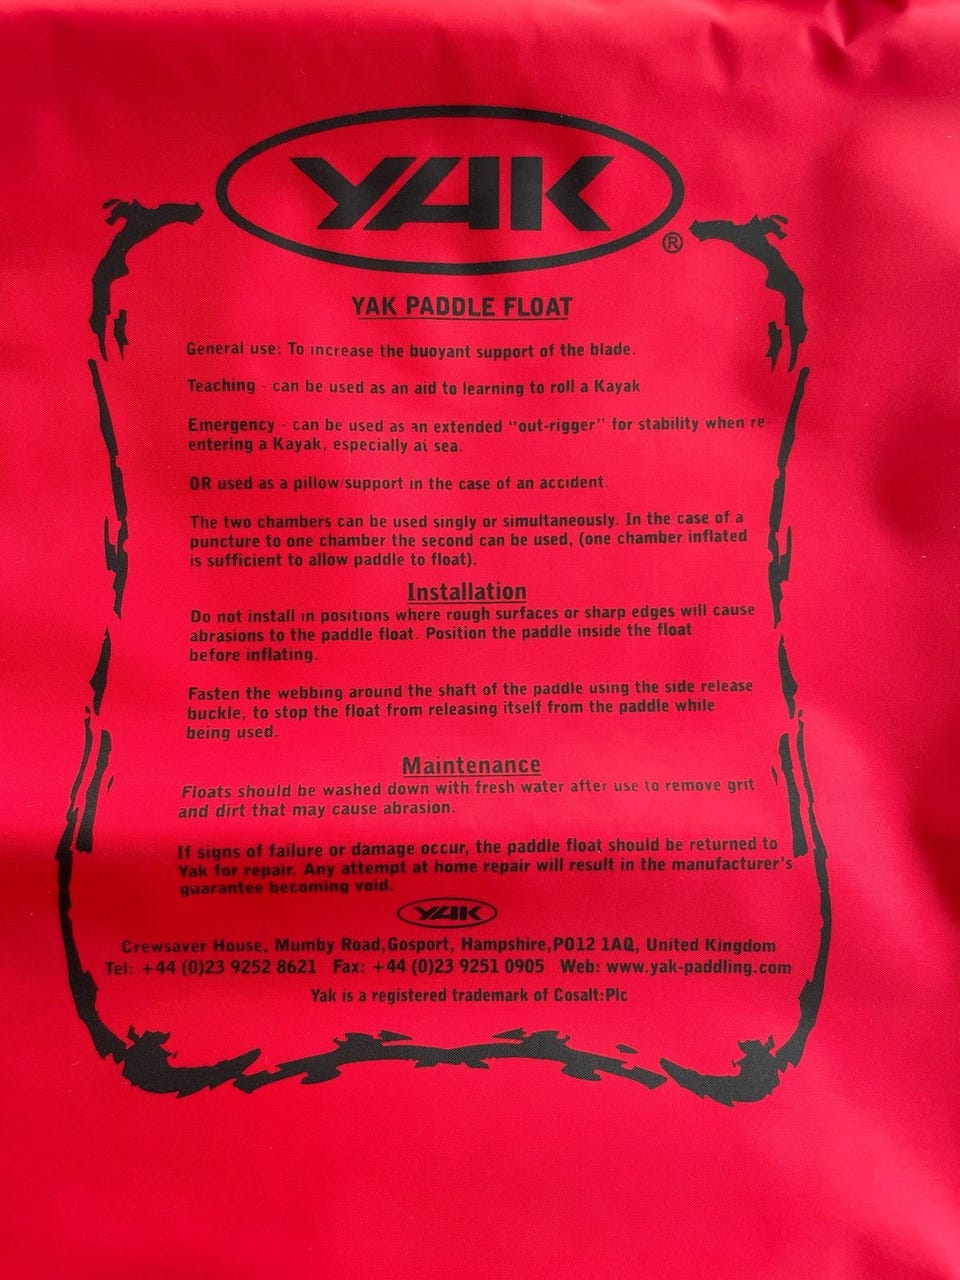 YAK
®
YAK PADDLE FLOAT
General use: To increase the buoyant support of the blade.
Teaching - can be used as an aid to learning to roll a Kayak
Emergency - can be used as an extended "out-rigger" for stability when re-
entering a Kayak, especially at sea.
OR used as a pillow/support in the case of an accident.
The two chambers can be used singly or simultaneously. In the case of a
puncture to one chamber the second can be used, (one chamber inflated
is sufficient to allow paddle to float).
Installation
Do not install in positions where rough surfaces or sharp edges will cause
abrasions to the paddle float. Position the paddle inside the float
before inflating.
Fasten the webbing around the shaft of the paddle using the side release
buckle, to stop the float from releasing itself from the paddle while
being used.
Maintenance
Floats should be washed down with fresh water after use to remove grit
and dirt that may cause abrasion.
If signs of failure or damage occur, the paddle float should be returned to
Yak for repair. Any attempt at home repair will result in the manufacturer's
guarantee becoming void.
YAK
Crewsaver House, Mumby Road,Gosport, Hampshire,PO12 1AQ, United Kingdom
Tel: +44 (0)23 9252 8621 Fax: +44 (0)23 9251 0905 Web: www.yak-paddling.com
Yak is a registered trademark of Cosalt:Plc